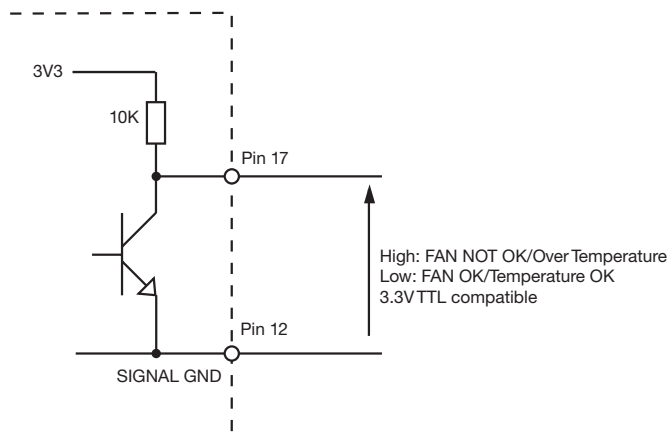 3V3
10K
Pin 17
High: FAN NOT OK/Over Temperature
Low: FAN OK/Temperature OK
3.3V TTL compatible
Pin 12
SIGNAL GND